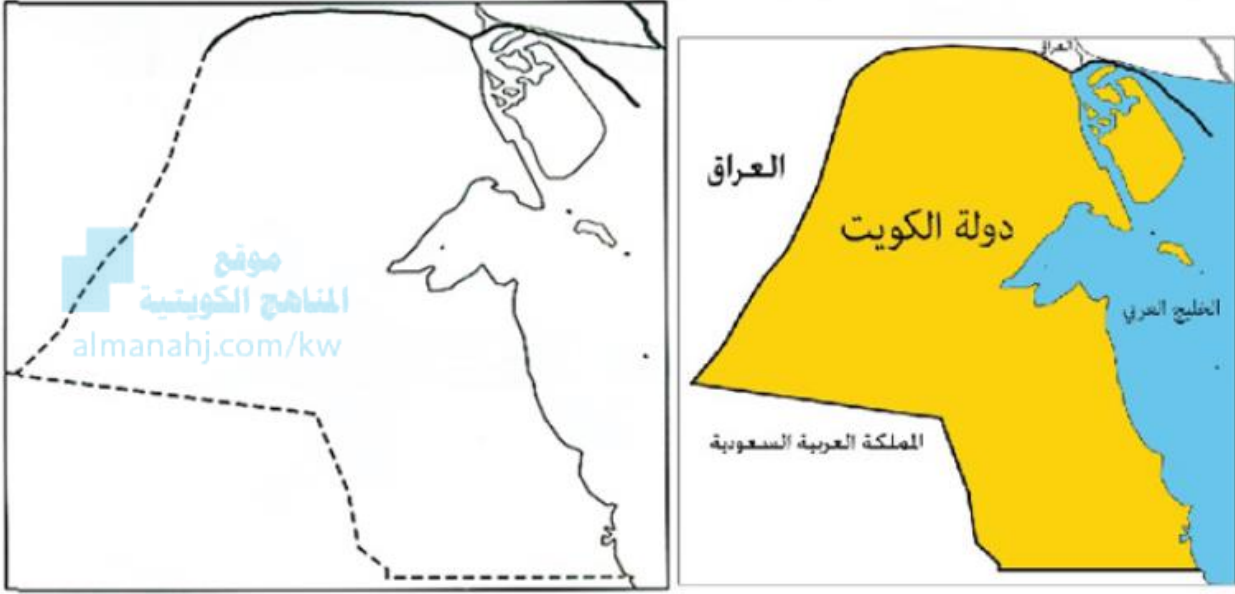 موقع
المناهج الكويتية
almanahj.com/kw
العراق
العراق
دولة الكويت
الخليج العربي
المملكة العربية السعودية